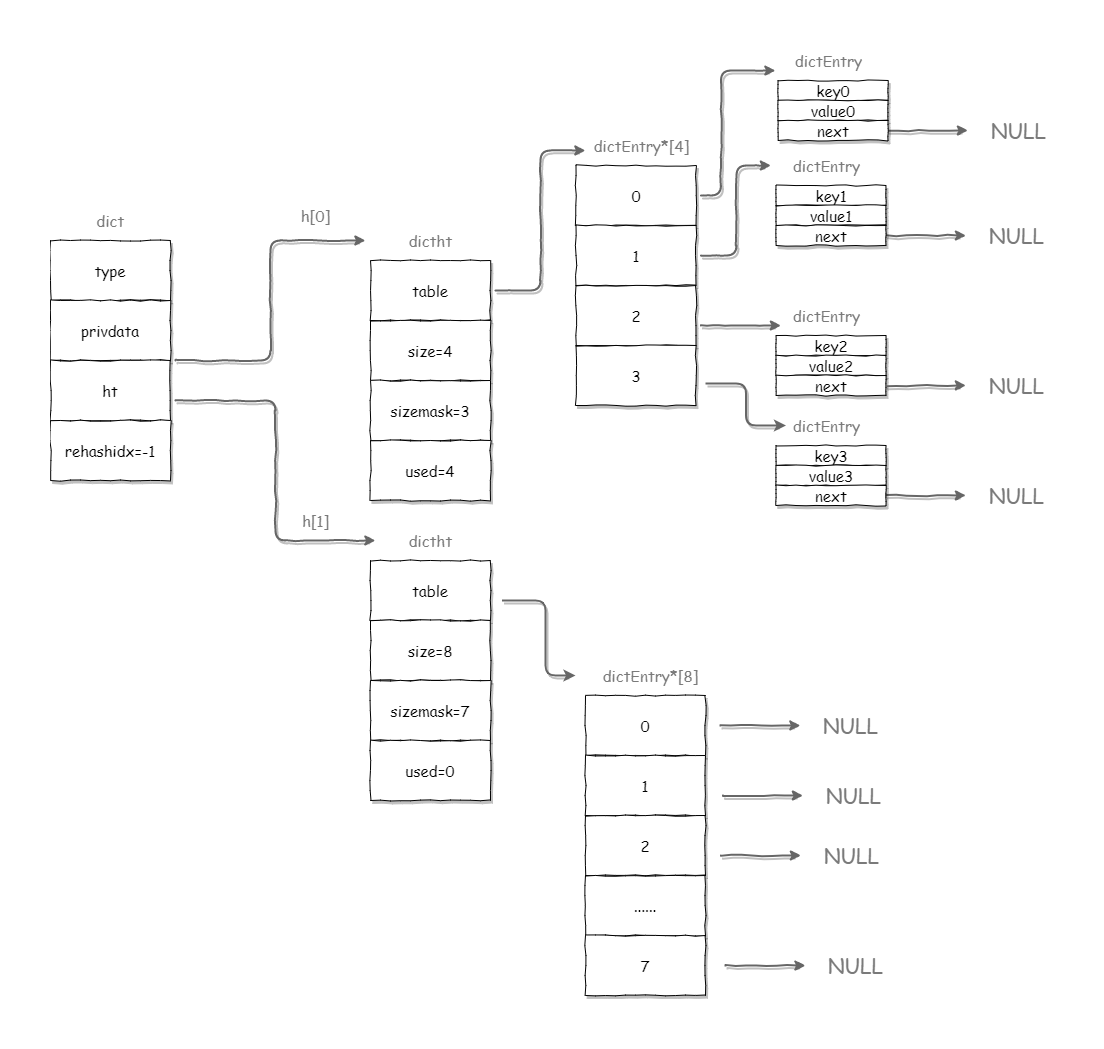 dict
type
privdata
ht
rehashidx=-1
h[0]
dictht
table
size=4
sizemask=3
used=4
dictEntry*[4]
0
1
2
3
dictEntry
key0
value0
next
NULL
dictEntry
key1
value1
next
NULL
dictEntry
key2
value2
next
NULL
dictEntry
key3
value3
next
NULL
h[1]
dictht
table
size=8
sizemask=7
used=0
dictEntry*[8]
0
NULL
1
NULL
2
NULL
......
7
NULL